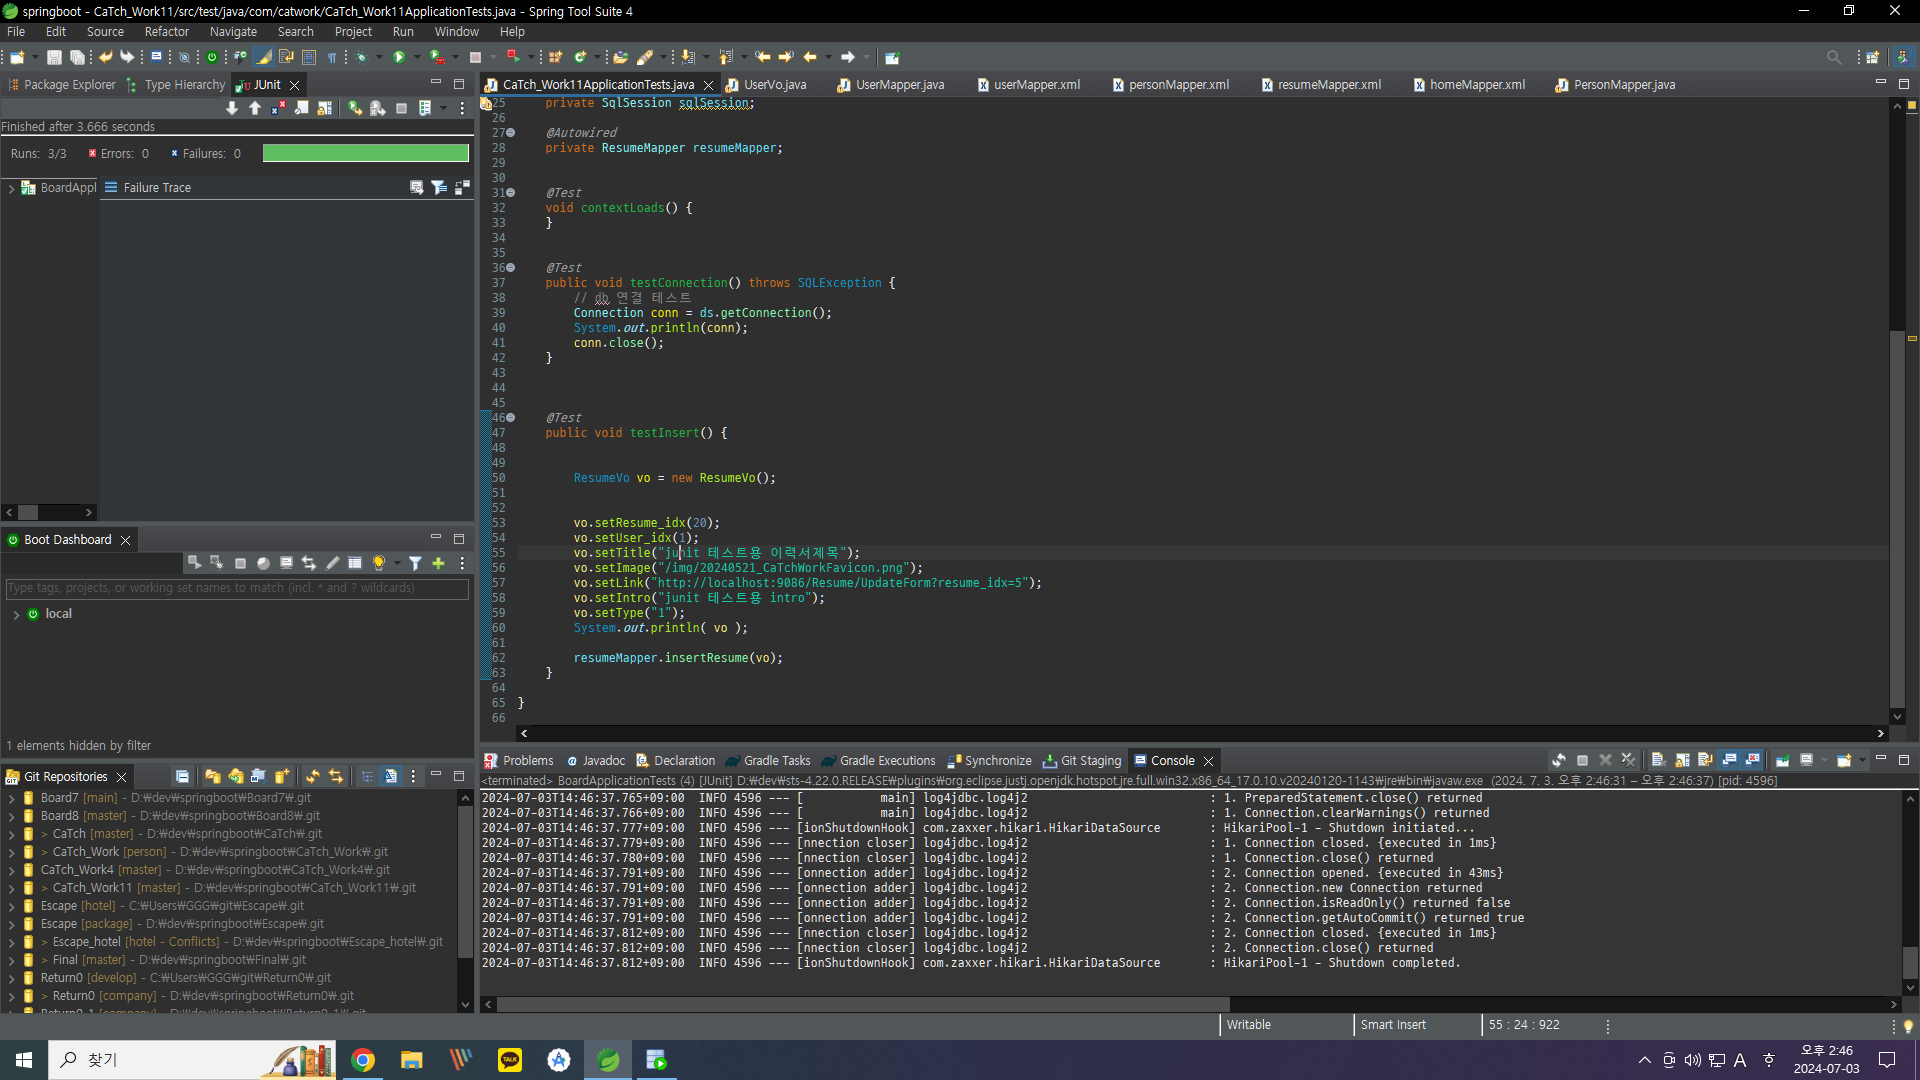 springboot - CaTch_Work11/src/test/java/com/catwork/CaTch_Work11ApplicationTests.java - Spring Tool Suite 4
File Edit Source Refactor Navigate Search Project Run Window Help
Package Explorer Type Hierarchy JUnit
Finished after 3.666 seconds
Runs: 3/3 Errors: 0 Failures: 0
BoardAppl Failure Trace
CaTch_Work11ApplicationTests.java UserVo.java UserMapper.java userMapper.xml personMapper.xml resumeMapper.xml homeMapper.xml PersonMapper.java
25 private SqlSession sqlSession;
26
27 @Autowired
28 private ResumeMapper resumeMapper;
29
30
31 @Test
32 void contextLoads() {
33 }
34
35
36 @Test
37 public void testConnection() throws SQLException {
38 // db 연결 테스트
39 Connection conn = ds.getConnection();
40 System.out.println(conn);
41 conn.close();
42 }
43
44
45
46 @Test
47 public void testInsert() {
48
49
50 ResumeVo vo = new ResumeVo();
51
52
53 vo.setResume_idx(20);
54 vo.setUser_idx(1);
55 vo.setTitle("junit 테스트용 이력서제목");
56 vo.setImage("/img/20240521_CaTchWorkFavicon.png");
57 vo.setLink("http://localhost:9086/Resume/UpdateForm?resume_idx=5");
58 vo.setIntro("junit 테스트용 intro");
59 vo.setType("1");
60 System.out.println( vo );
61
62 resumeMapper.insertResume(vo);
63 }
64
65 }
66
Boot Dashboard
Type tags, projects, or working set names to match (incl. * and ? wildcards)
local
1 elements hidden by filter
Git Repositories
Board7 [main] - D:₩dev₩springboot₩Board7₩.git
Board8 [master] - D:₩dev₩springboot₩Board8₩.git
> CaTch [master] - D:₩dev₩springboot₩CaTch₩.git
> CaTch_Work [person] - D:₩dev₩springboot₩CaTch_Work₩.git
CaTch_Work4 [master] - D:₩dev₩springboot₩CaTch_Work4₩.git
> CaTch_Work11 [master] - D:₩dev₩springboot₩CaTch_Work11₩.git
Escape [hotel] - C:₩Users₩GGG₩git₩Escape₩.git
Escape [package] - D:₩dev₩springboot₩Escape₩.git
> Escape_hotel [hotel - Conflicts] - D:₩dev₩springboot₩Escape_hotel₩.git
> Final [master] - D:₩dev₩springboot₩Final₩.git
Return0 [develop] - C:₩Users₩GGG₩git₩Return0₩.git
> Return0 [company] - D:₩dev₩springboot₩Return0₩.git
Return0_1 [company] - D:₩dev₩springboot₩Return0_1₩.git
Problems Javadoc Declaration Gradle Tasks Gradle Executions Synchronize Git Staging Console
<terminated> BoardApplicationTests (4) [JUnit] D:₩dev₩sts-4.22.0.RELEASE₩plugins₩org.eclipse.justj.openjdk.hotspot.jre.full.win32.x86_64_17.0.10.v20240120-1143₩jre₩bin₩javaw.exe (2024. 7. 3. 오후 2:46:31 – 오후 2:46:37) [pid: 4596]
2024-07-03T14:46:37.765+09:00 INFO 4596 --- [ main] log4jdbc.log4j2 : 1. PreparedStatement.close() returned
2024-07-03T14:46:37.766+09:00 INFO 4596 --- [ main] log4jdbc.log4j2 : 1. Connection.clearWarnings() returned
2024-07-03T14:46:37.777+09:00 INFO 4596 --- [ionShutdownHook] com.zaxxer.hikari.HikariDataSource : HikariPool-1 - Shutdown initiated...
2024-07-03T14:46:37.779+09:00 INFO 4596 --- [nnection closer] log4jdbc.log4j2 : 1. Connection closed. {executed in 1ms}
2024-07-03T14:46:37.780+09:00 INFO 4596 --- [nnection closer] log4jdbc.log4j2 : 1. Connection.close() returned
2024-07-03T14:46:37.791+09:00 INFO 4596 --- [onnection adder] log4jdbc.log4j2 : 2. Connection opened. {executed in 43ms}
2024-07-03T14:46:37.791+09:00 INFO 4596 --- [onnection adder] log4jdbc.log4j2 : 2. Connection.new Connection returned
2024-07-03T14:46:37.791+09:00 INFO 4596 --- [onnection adder] log4jdbc.log4j2 : 2. Connection.isReadOnly() returned false
2024-07-03T14:46:37.791+09:00 INFO 4596 --- [onnection adder] log4jdbc.log4j2 : 2. Connection.getAutoCommit() returned true
2024-07-03T14:46:37.812+09:00 INFO 4596 --- [nnection closer] log4jdbc.log4j2 : 2. Connection closed. {executed in 1ms}
2024-07-03T14:46:37.812+09:00 INFO 4596 --- [nnection closer] log4jdbc.log4j2 : 2. Connection.close() returned
2024-07-03T14:46:37.812+09:00 INFO 4596 --- [ionShutdownHook] com.zaxxer.hikari.HikariDataSource : HikariPool-1 - Shutdown completed.
Writable Smart Insert 55 : 24 : 922
찾기
TALK
A
오후 2:46
2024-07-03